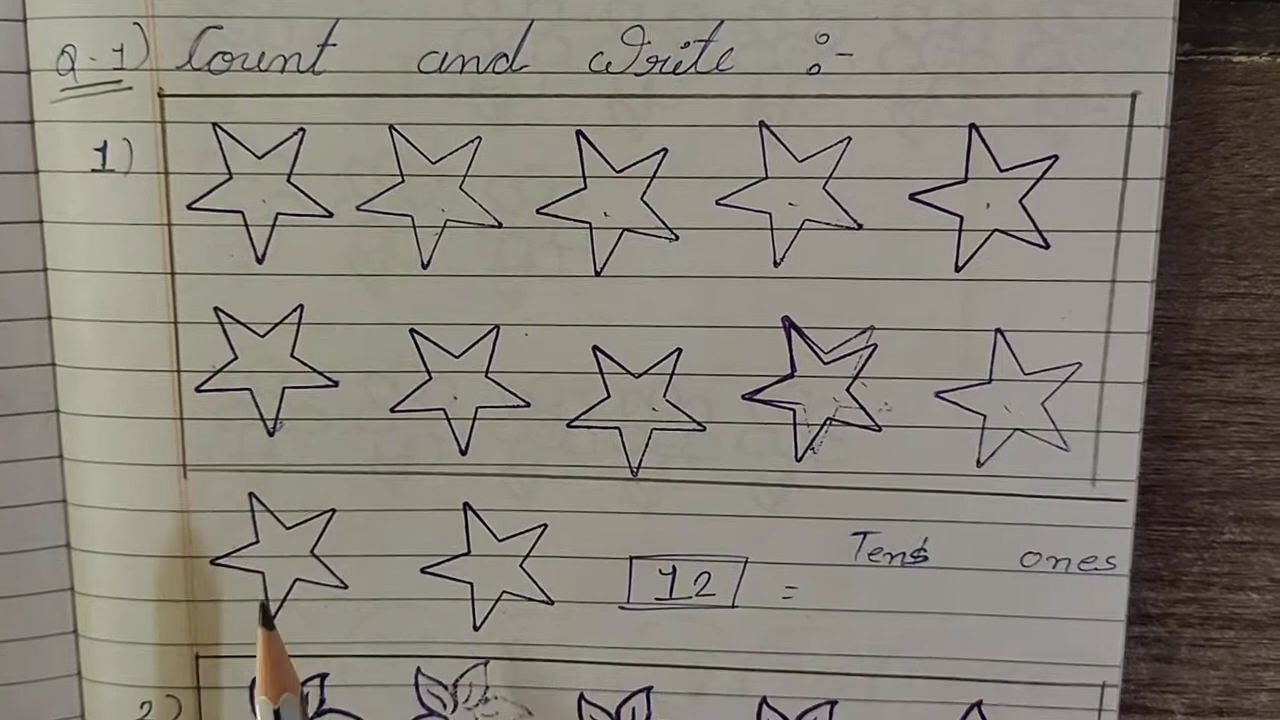 Q.1) Count and Write :-
1)
12 = Tens ones
2)